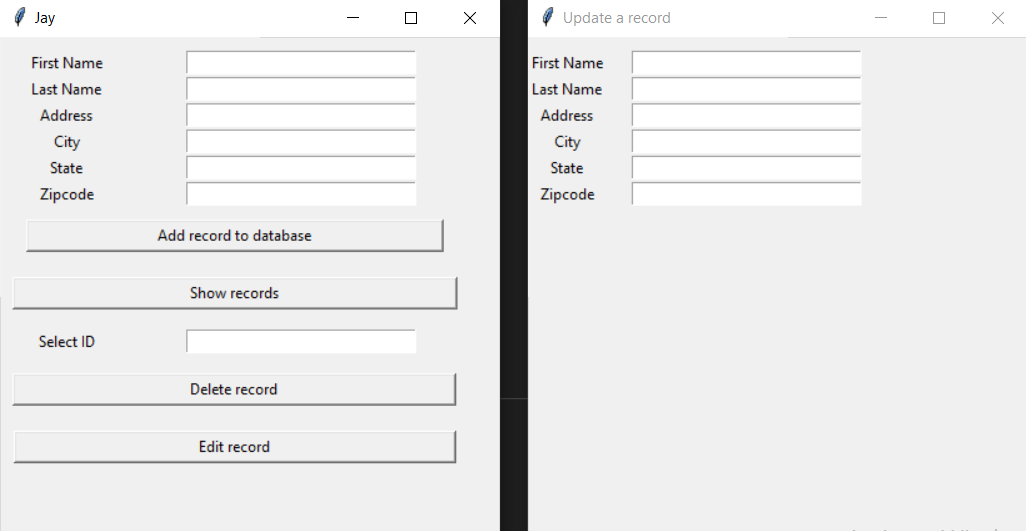 Jay
First Name
Last Name
Address
City
State
Zipcode
Add record to database
Show records
Select ID
Delete record
Edit record
Update a record
First Name
Last Name
Address
City
State
Zipcode